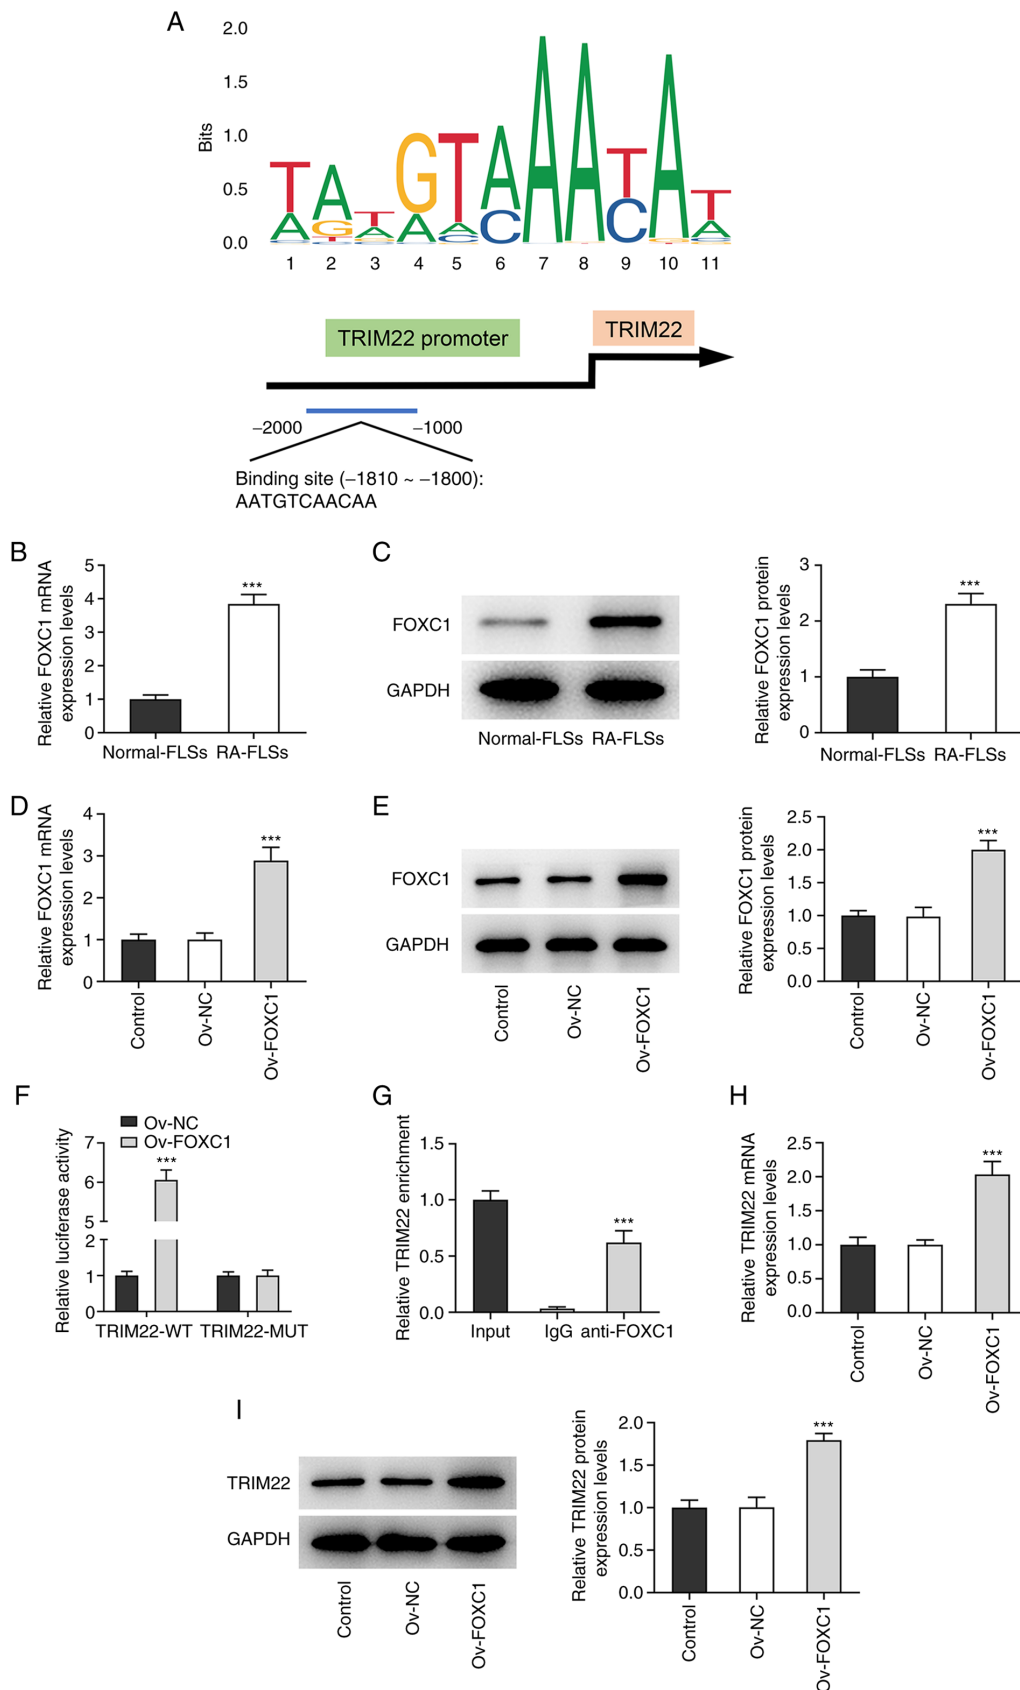 A
Bits
2.0
1.5
1.0
0.5
0.0
1 2 3 4 5 6 7 8 9 10 11
TRIM22 promoter
TRIM22
−2000
−1000
Binding site (−1810 ~ −1800):
AATGTCAACAA
B
Relative FOXC1 mRNA
expression levels
5
4
3
2
1
0
***
Normal-FLSs RA-FLSs
C
FOXC1
GAPDH
Normal-FLSs RA-FLSs
Relative FOXC1 protein
expression levels
3
2
1
0
***
Normal-FLSs RA-FLSs
D
Relative FOXC1 mRNA
expression levels
4
3
2
1
0
***
Control
Ov-NC
Ov-FOXC1
E
FOXC1
GAPDH
Control
Ov-NC
Ov-FOXC1
Relative FOXC1 protein
expression levels
2.5
2.0
1.5
1.0
0.5
0.0
***
Control
Ov-NC
Ov-FOXC1
F
Ov-NC
Ov-FOXC1
Relative luciferase activity
7
6
5
2
1
0
***
TRIM22-WT TRIM22-MUT
G
Relative TRIM22 enrichment
1.5
1.0
0.5
0.0
***
Input IgG anti-FOXC1
H
Relative TRIM22 mRNA
expression levels
2.5
2.0
1.5
1.0
0.5
0.0
***
Control
Ov-NC
Ov-FOXC1
I
TRIM22
GAPDH
Control
Ov-NC
Ov-FOXC1
Relative TRIM22 protein
expression levels
2.0
1.5
1.0
0.5
0.0
***
Control
Ov-NC
Ov-FOXC1